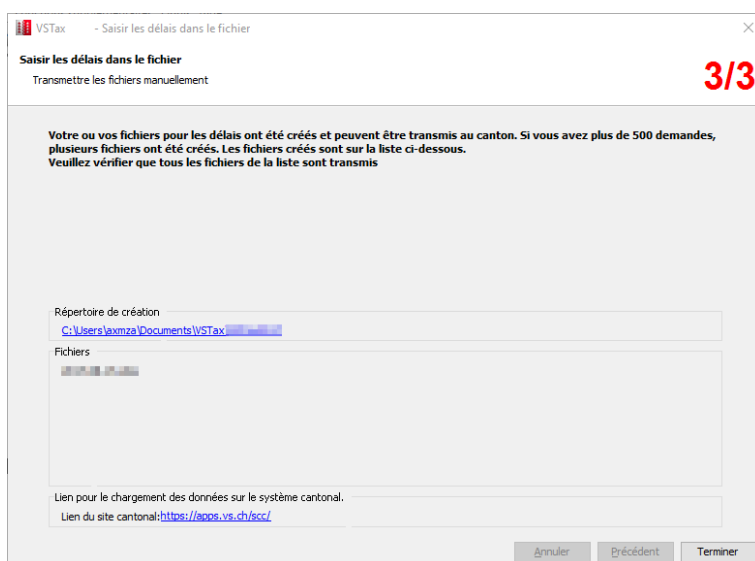 VSTax - Saisir les délais dans le fichier
Saisir les délais dans le fichier
Transmettre les fichiers manuellement
3/3
Votre ou vos fichiers pour les délais ont été créés et peuvent être transmis au canton. Si vous avez plus de 500 demandes,
plusieurs fichiers ont été créés. Les fichiers créés sont sur la liste ci-dessous.
Veuillez vérifier que tous les fichiers de la liste sont transmis
Répertoire de création
C:\Users\axmza\Documents\VSTax
Fichiers
Lien pour le chargement des données sur le système cantonal.
Lien du site cantonal:https://apps.vs.ch/scc/
Annuler Précédent Terminer